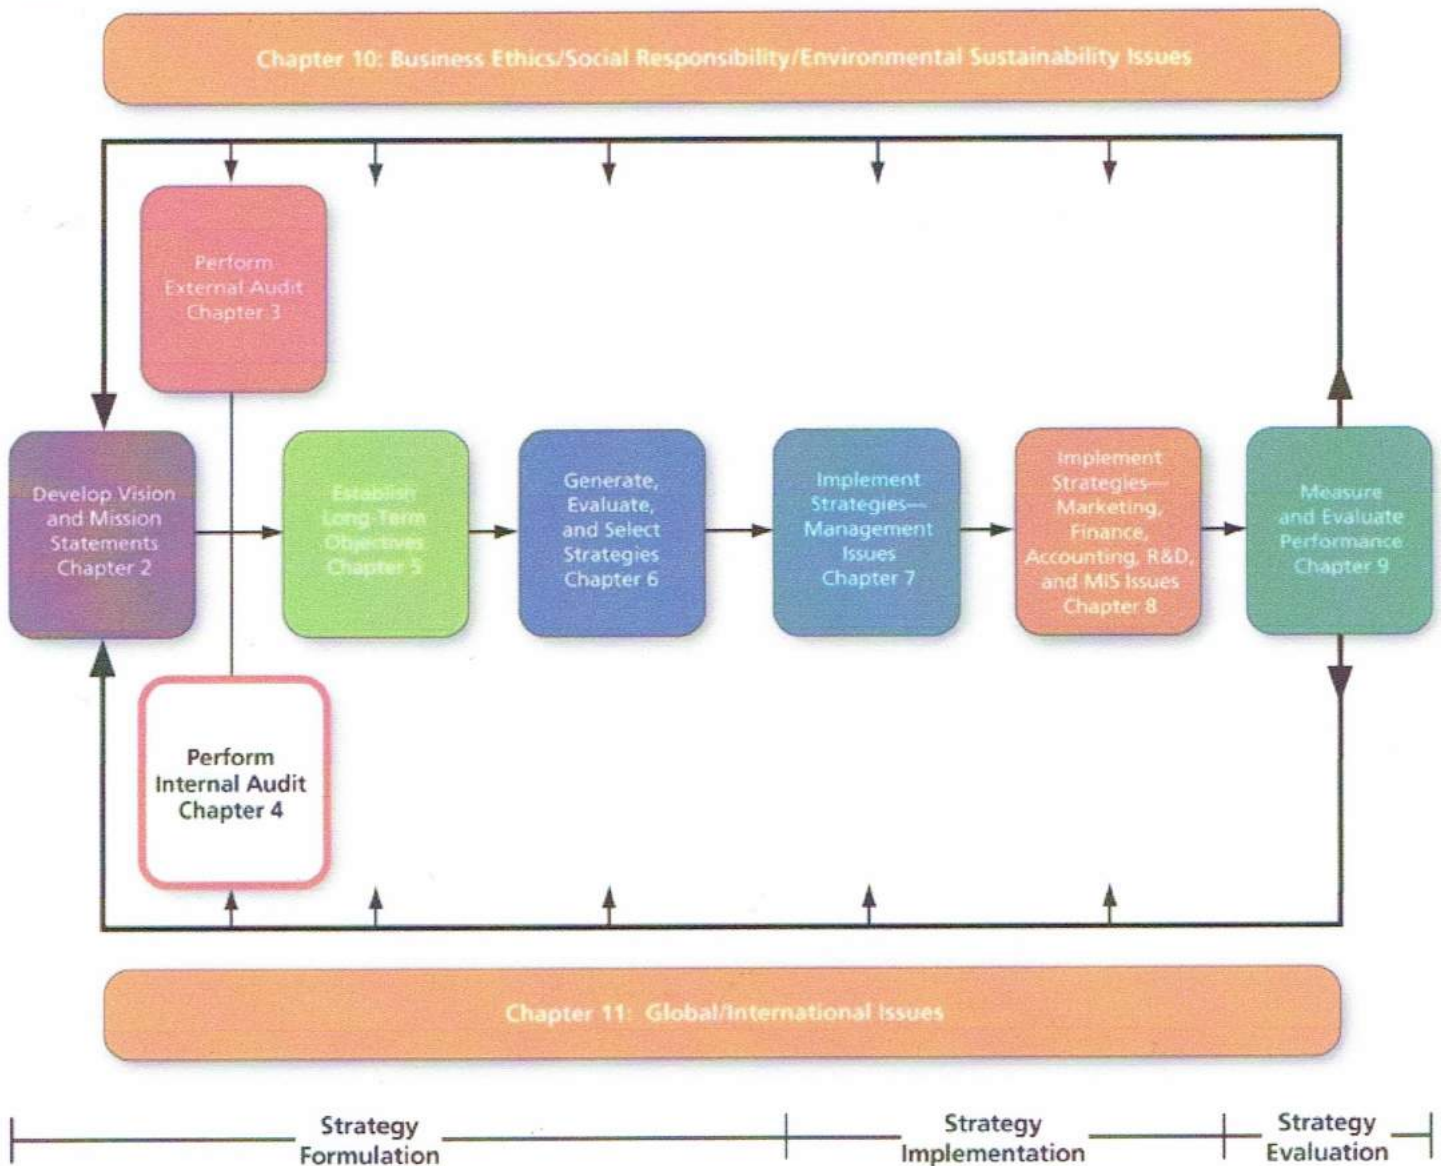 Chapter 10: Business Ethics/Social Responsibility/Environmental Sustainability Issues
Perform
External Audit
Chapter 3
Develop Vision
and Mission
Statements
Chapter 2
Establish
Long-Term
Objectives
Chapter 5
Generate,
Evaluate,
and Select
Strategies
Chapter 6
Implement
Strategies—
Management
Issues
Chapter 7
Implement
Strategies—
Marketing,
Finance,
Accounting, R&D,
and MIS Issues
Chapter 8
Measure
and Evaluate
Performance
Chapter 9
Perform
Internal Audit
Chapter 4
Chapter 11: Global/International Issues
Strategy
Formulation
Strategy
Implementation
Strategy
Evaluation